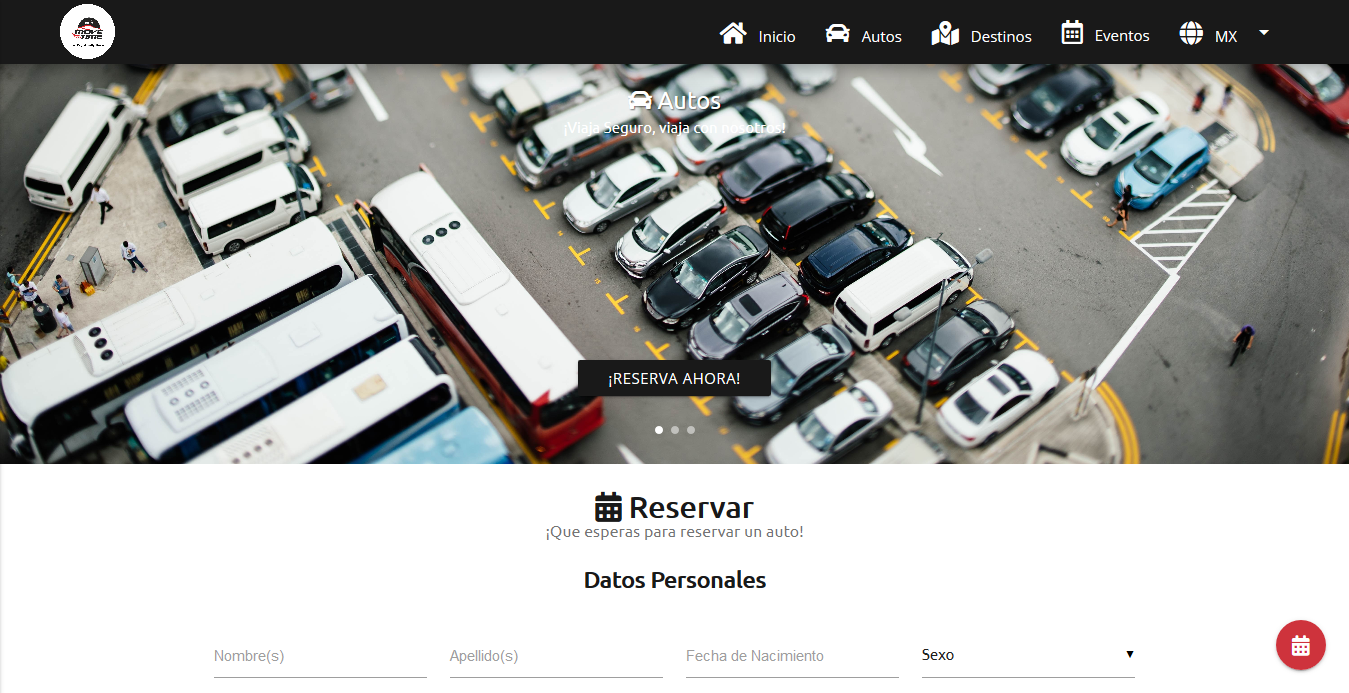 MOVE
Inicio
Autos
Destinos
Eventos
MX
Autos
¡Viaja Seguro, viaja con nosotros!
¡RESERVA AHORA!
Reservar
¡Que esperas para reservar un auto!
Datos Personales
Nombre(s)
Apellido(s)
Fecha de Nacimiento
Sexo